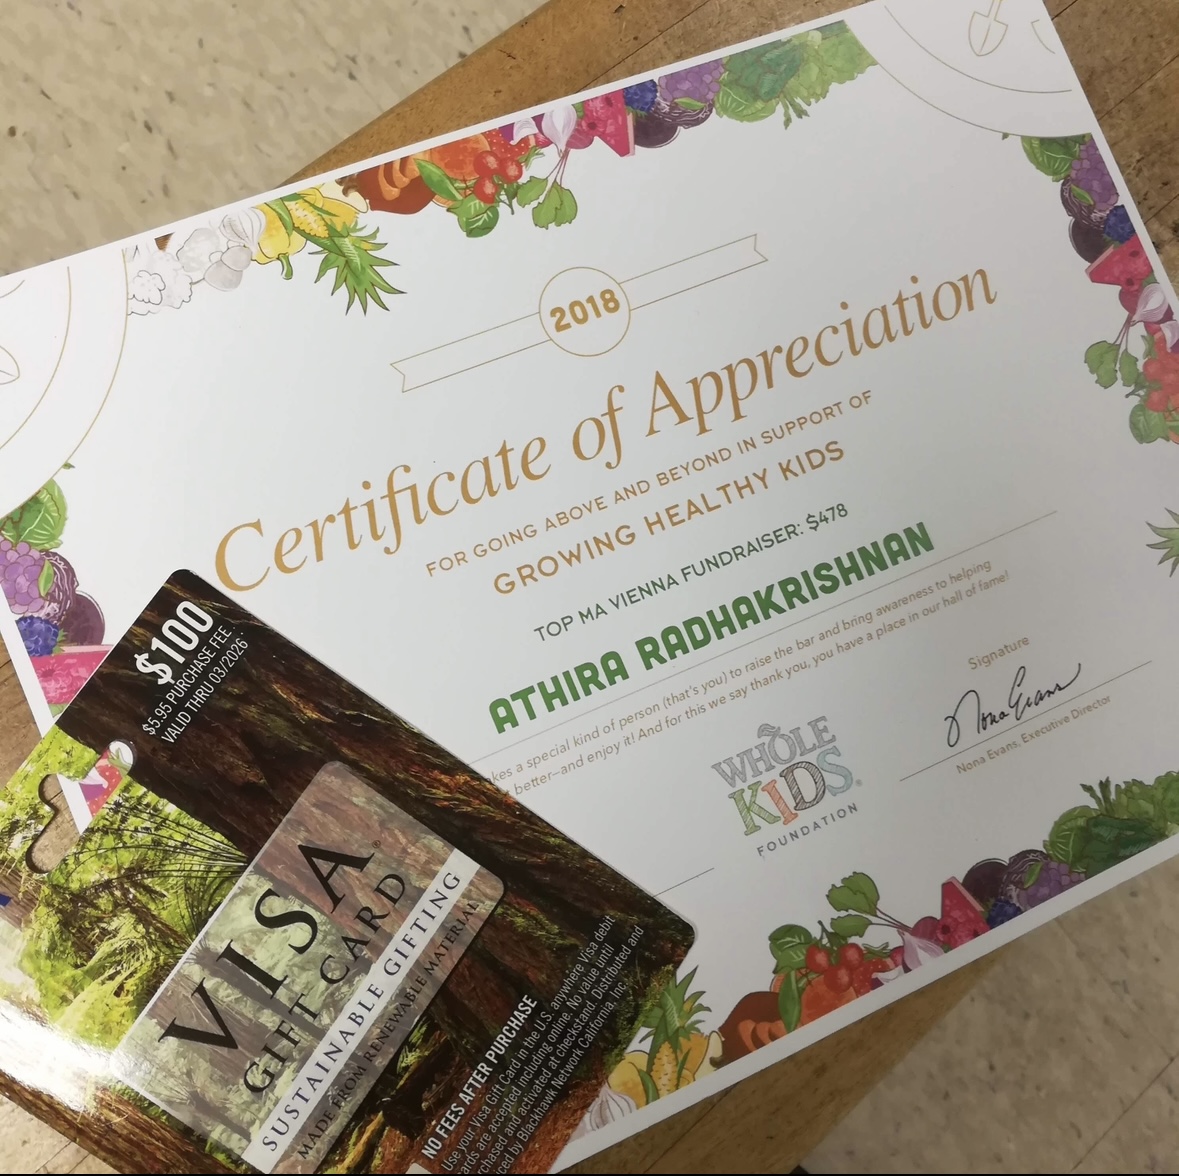 2018
Certificate of Appreciation
FOR GOING ABOVE AND BEYOND IN SUPPORT OF
GROWING HEALTHY KIDS
TOP MA VIENNA FUNDRAISER: $478
ATHIRA RADHAKRISHNAN
kes a special kind of person (that's you) to raise the bar and bring awareness to helping
better–and enjoy it! And for this we say thank you, you have a place in our hall of fame!
WHOLE
KIDS
FOUNDATION
Signature
Nona Evans
Nona Evans, Executive Director
$100
$5.95 PURCHASE FEE
VALID THRU 03/2026
VISA
GIFT CARD
SUSTAINABLE GIFTING
MADE FROM RENEWABLE MATERIAL
NO FEES AFTER PURCHASE
Use your Visa Gift Card in the U.S. anywhere Visa debit
ards are accepted including online. No value until
rchased and activated at checkstand. Distributed and
ced by Blackhawk Network California, Inc.